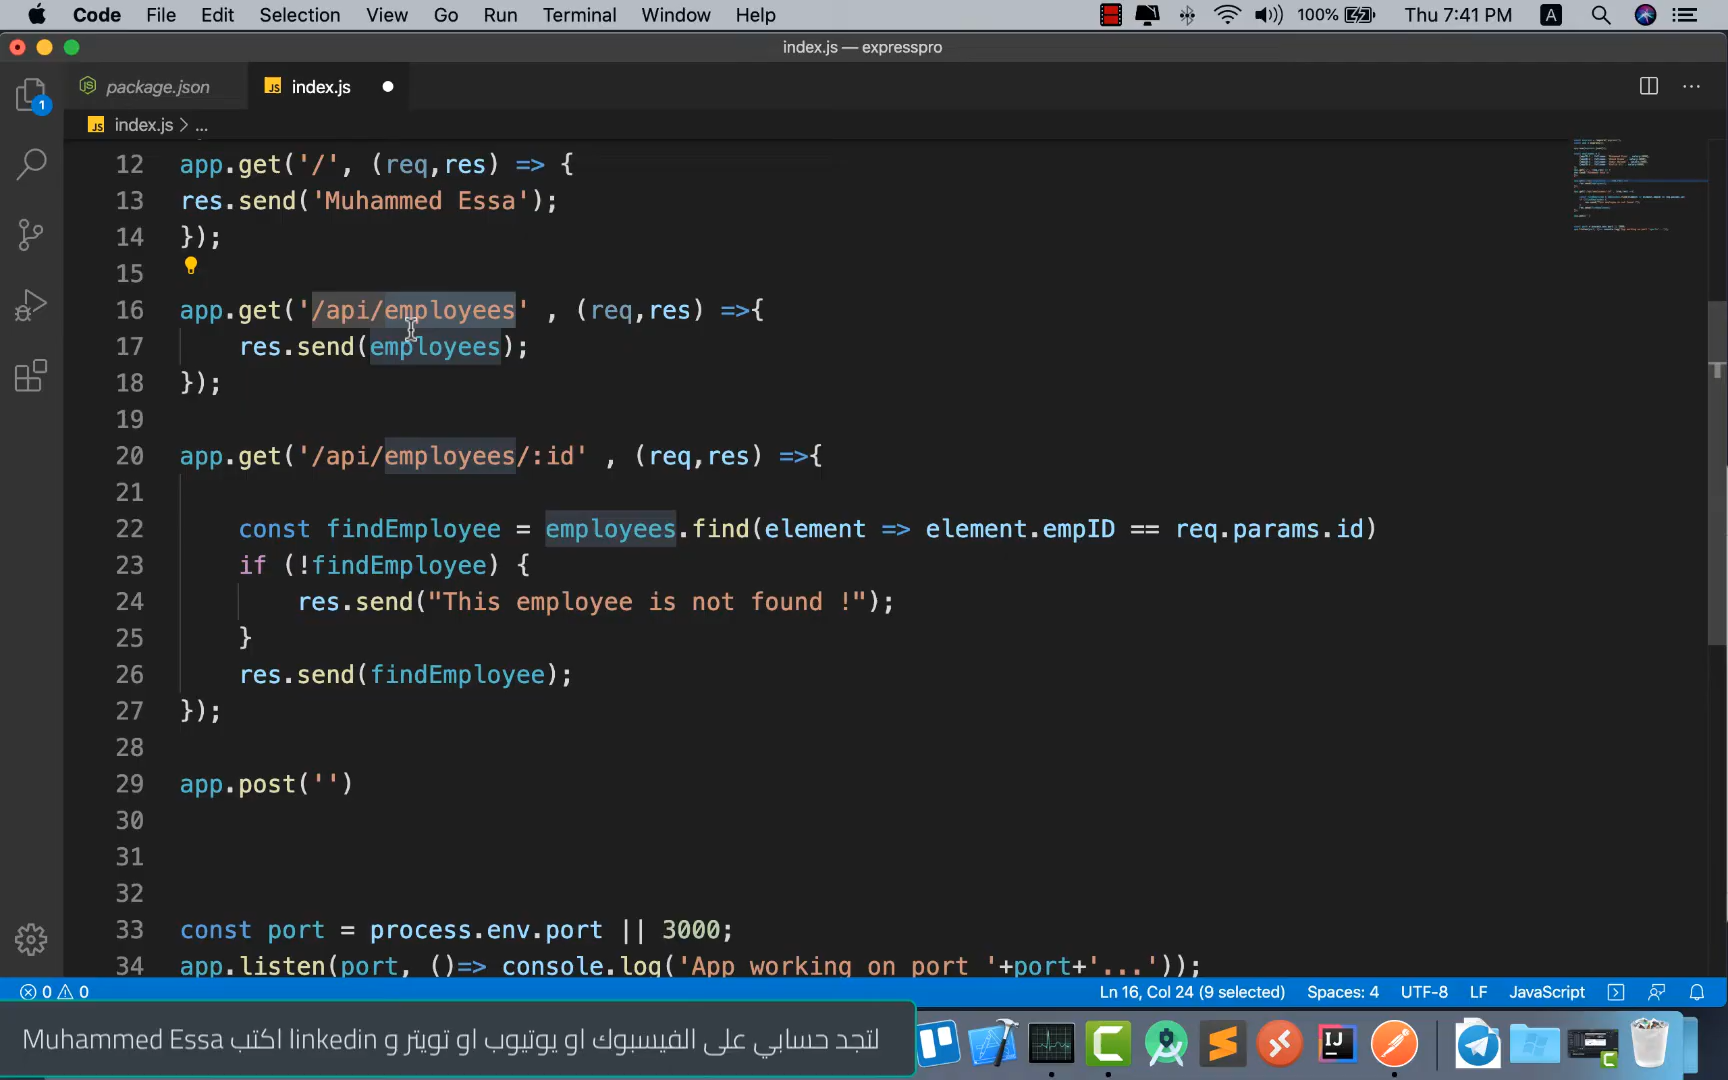 Code File Edit Selection View Go Run Terminal Window Help 100% Thu 7:41 PM A
index.js — expresspro
package.json JS index.js
1
JS index.js > ...
12 app.get('/', (req,res) => {
13 res.send('Muhammed Essa');
14 });
15
16 app.get('/api/employees' , (req,res) =>{
17 res.send(employees);
18 });
19
20 app.get('/api/employees/:id' , (req,res) =>{
21
22 const findEmployee = employees.find(element => element.empID == req.params.id)
23 if (!findEmployee) {
24 res.send("This employee is not found !");
25 }
26 res.send(findEmployee);
27 });
28
29 app.post('')
30
31
32
33 const port = process.env.port || 3000;
34 app.listen(port, ()=> console.log('App working on port '+port+'...'));
0 0 Ln 16, Col 24 (9 selected) Spaces: 4 UTF-8 LF JavaScript
لتجد حسابي على الفيسبوك او يوتيوب او تويتر و linkedin اكتب Muhammed Essa
IJ